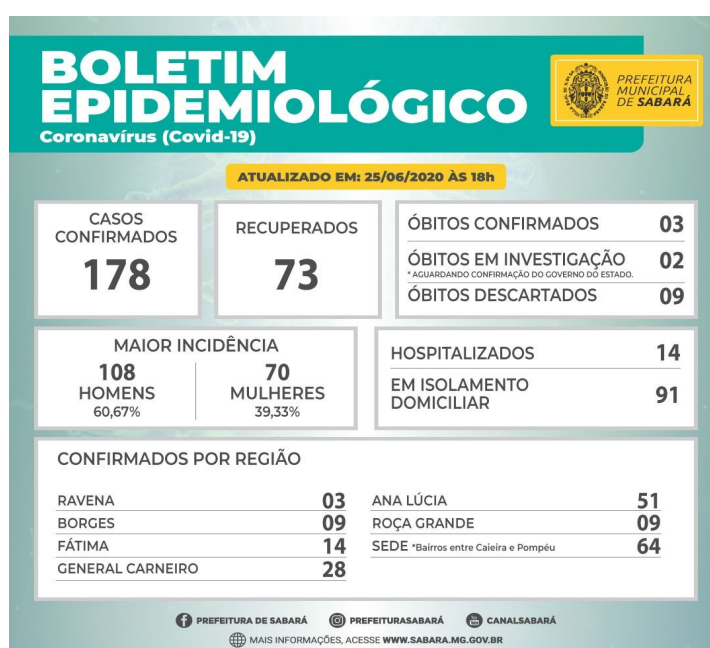 BOLETIM
EPIDEMIOLÓGICO
Coronavírus (Covid-19)
PREFEITURA
MUNICIPAL
DE SABARÁ
ATUALIZADO EM: 25/06/2020 ÀS 18h
CASOS
CONFIRMADOS
178
RECUPERADOS
73
ÓBITOS CONFIRMADOS 03
ÓBITOS EM INVESTIGAÇÃO 02
* AGUARDANDO CONFIRMAÇÃO DO GOVERNO DO ESTADO.
ÓBITOS DESCARTADOS 09
MAIOR INCIDÊNCIA
108
HOMENS
60,67%
70
MULHERES
39,33%
HOSPITALIZADOS 14
EM ISOLAMENTO
DOMICILIAR 91
CONFIRMADOS POR REGIÃO
RAVENA 03
BORGES 09
FÁTIMA 14
GENERAL CARNEIRO 28
ANA LÚCIA 51
ROÇA GRANDE 09
SEDE *Bairros entre Caieira e Pompéu 64
PREFEITURA DE SABARÁ PREFEITURASABARÁ CANALSABARÁ
MAIS INFORMAÇÕES, ACESSE WWW.SABARA.MG.GOV.BR